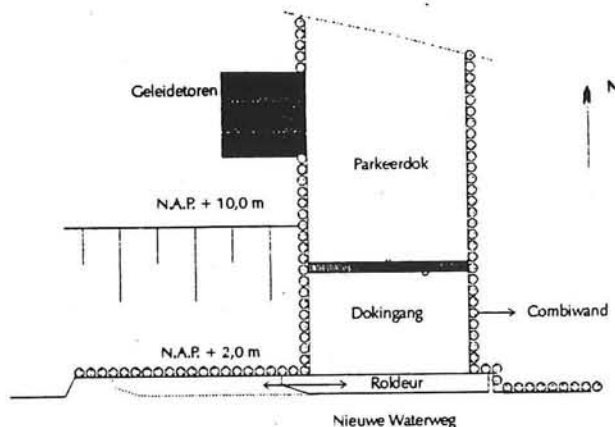 N
Geleidetoren
Parkeerdok
N.A.P. + 10,0 m
Dokingang
Combiwand
N.A.P. + 2,0 m
Roldeur
Nieuwe Waterweg